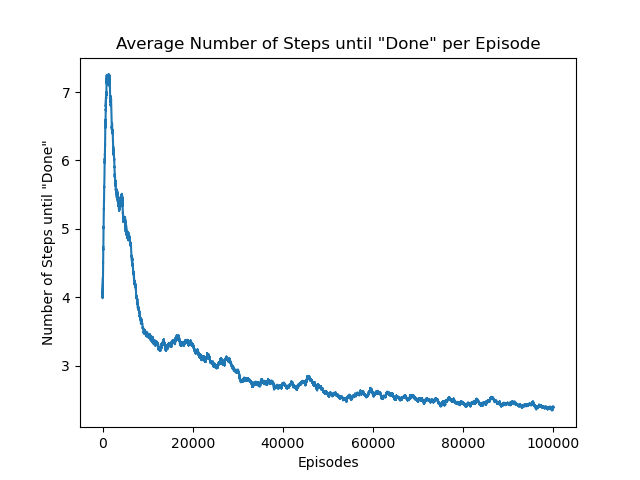 Average Number of Steps until "Done" per Episode
7
6
5
4
3
Number of Steps until "Done"
0 20000 40000 60000 80000 100000
Episodes